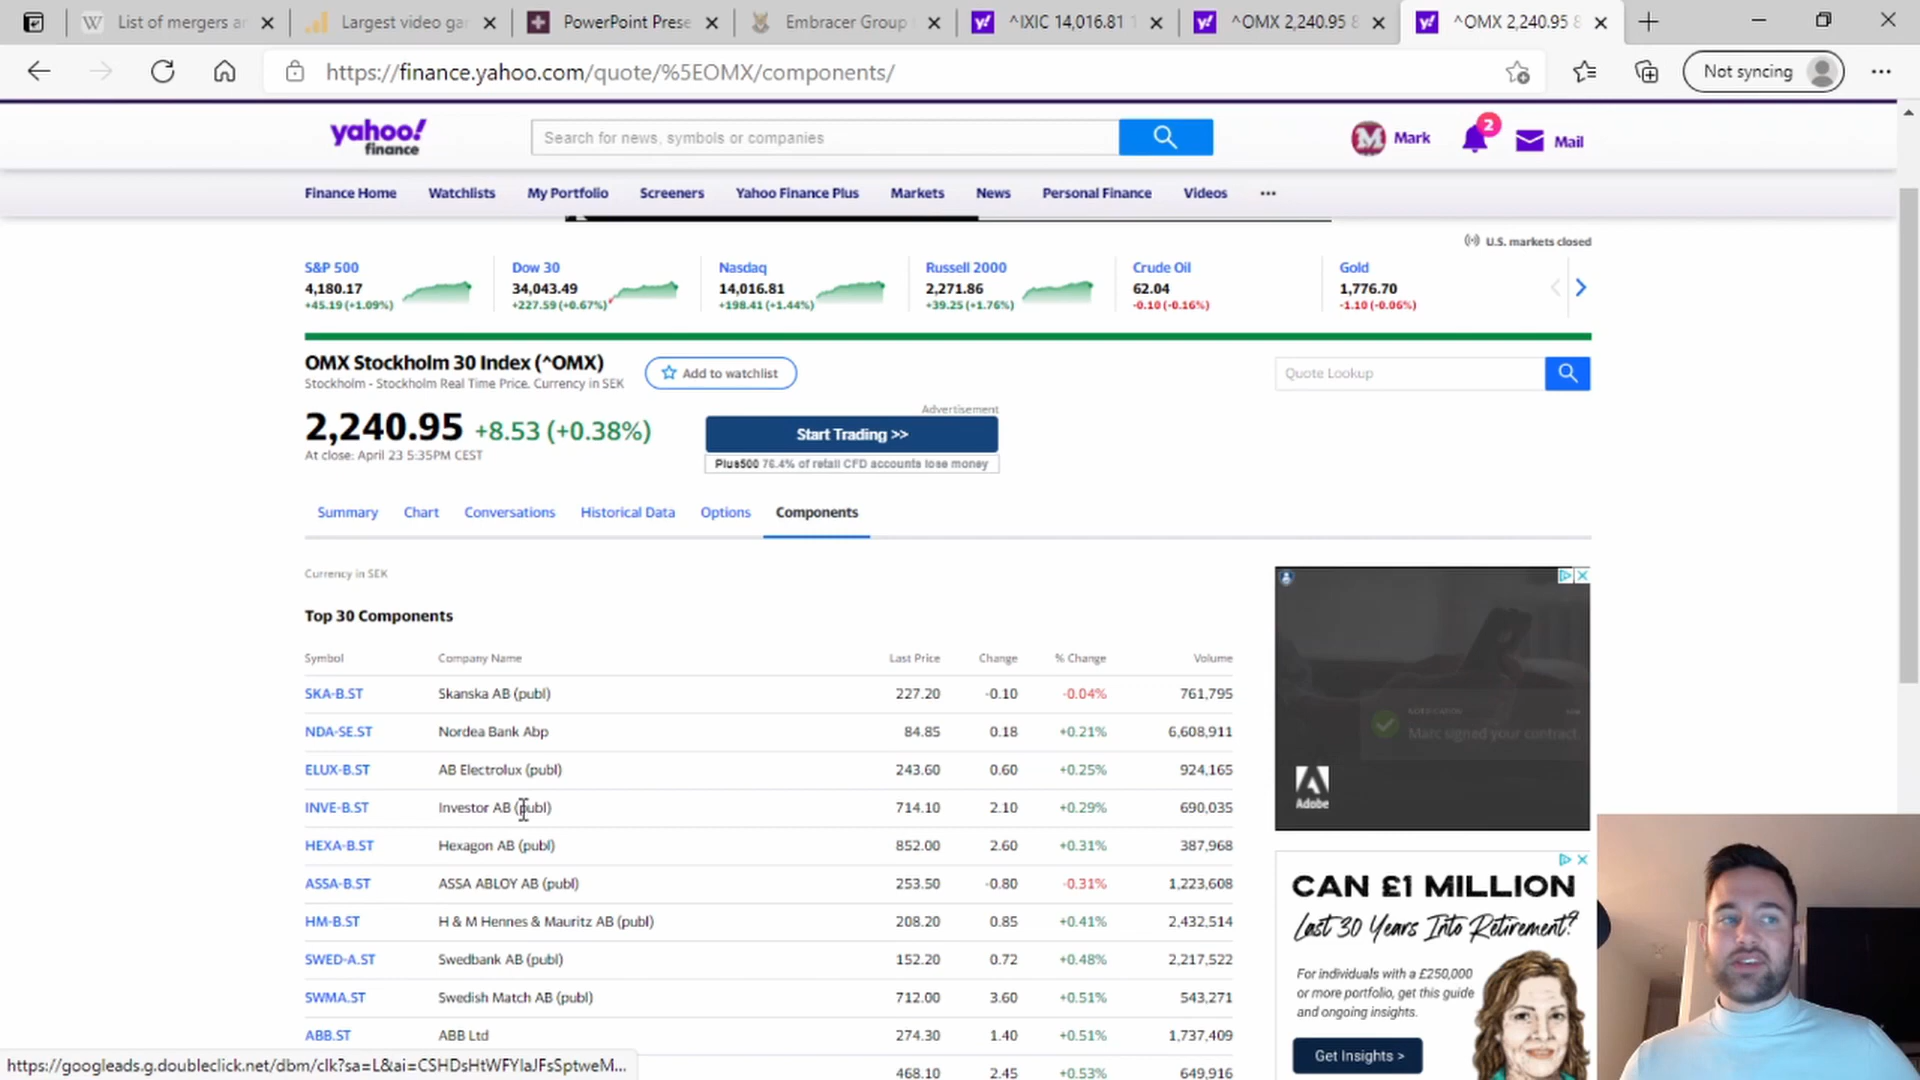 List of mergers a
Largest video ga
PowerPoint Prese
Embracer Group
^IXIC 14,016.81
^OMX 2,240.95 8
^OMX 2,240.95 8
https://finance.yahoo.com/quote/%5EOMX/components/
Not syncing
yahoo!
finance
Search for news, symbols or companies
M
Mark
2
Mail
Finance Home
Watchlists
My Portfolio
Screeners
Yahoo Finance Plus
Markets
News
Personal Finance
Videos
U.S. markets closed
S&P 500
4,180.17
+45.19 (+1.09%)
Dow 30
34,043.49
+227.59 (+0.67%)
Nasdaq
14,016.81
+198.41 (+1.44%)
Russell 2000
2,271.86
+39.25 (+1.76%)
Crude Oil
62.04
-0.10 (-0.16%)
Gold
1,776.70
-1.10 (-0.06%)
OMX Stockholm 30 Index (^OMX)
Stockholm - Stockholm Real Time Price. Currency in SEK
Add to watchlist
Quote Lookup
2,240.95 +8.53 (+0.38%)
At close: April 23 5:35PM CEST
Advertisement
Start Trading >>
Plus500 76.4% of retail CFD accounts lose money
Summary
Chart
Conversations
Historical Data
Options
Components
Currency in SEK
Top 30 Components
Symbol Company Name Last Price Change % Change Volume
SKA-B.ST Skanska AB (publ) 227.20 -0.10 -0.04% 761,795
NDA-SE.ST Nordea Bank Abp 84.85 0.18 +0.21% 6,608,911
ELUX-B.ST AB Electrolux (publ) 243.60 0.60 +0.25% 924,165
INVE-B.ST Investor AB (publ) 714.10 2.10 +0.29% 690,035
HEXA-B.ST Hexagon AB (publ) 852.00 2.60 +0.31% 387,968
ASSA-B.ST ASSA ABLOY AB (publ) 253.50 -0.80 -0.31% 1,223,608
HM-B.ST H & M Hennes & Mauritz AB (publ) 208.20 0.85 +0.41% 2,432,514
SWED-A.ST Swedbank AB (publ) 152.20 0.72 +0.48% 2,217,522
SWMA.ST Swedish Match AB (publ) 712.00 3.60 +0.51% 543,271
ABB.ST ABB Ltd 274.30 1.40 +0.51% 1,737,409
468.10 2.45 +0.53% 649,916
Marc signed your contract.
Adobe
CAN £1 MILLION
Last 30 Years Into Retirement?
For individuals with a £250,000
or more portfolio, get this guide
and ongoing insights.
Get Insights >
https://googleads.g.doubleclick.net/dbm/clk?sa=L&ai=CSHDsHtWFYIaJFsSptweM...